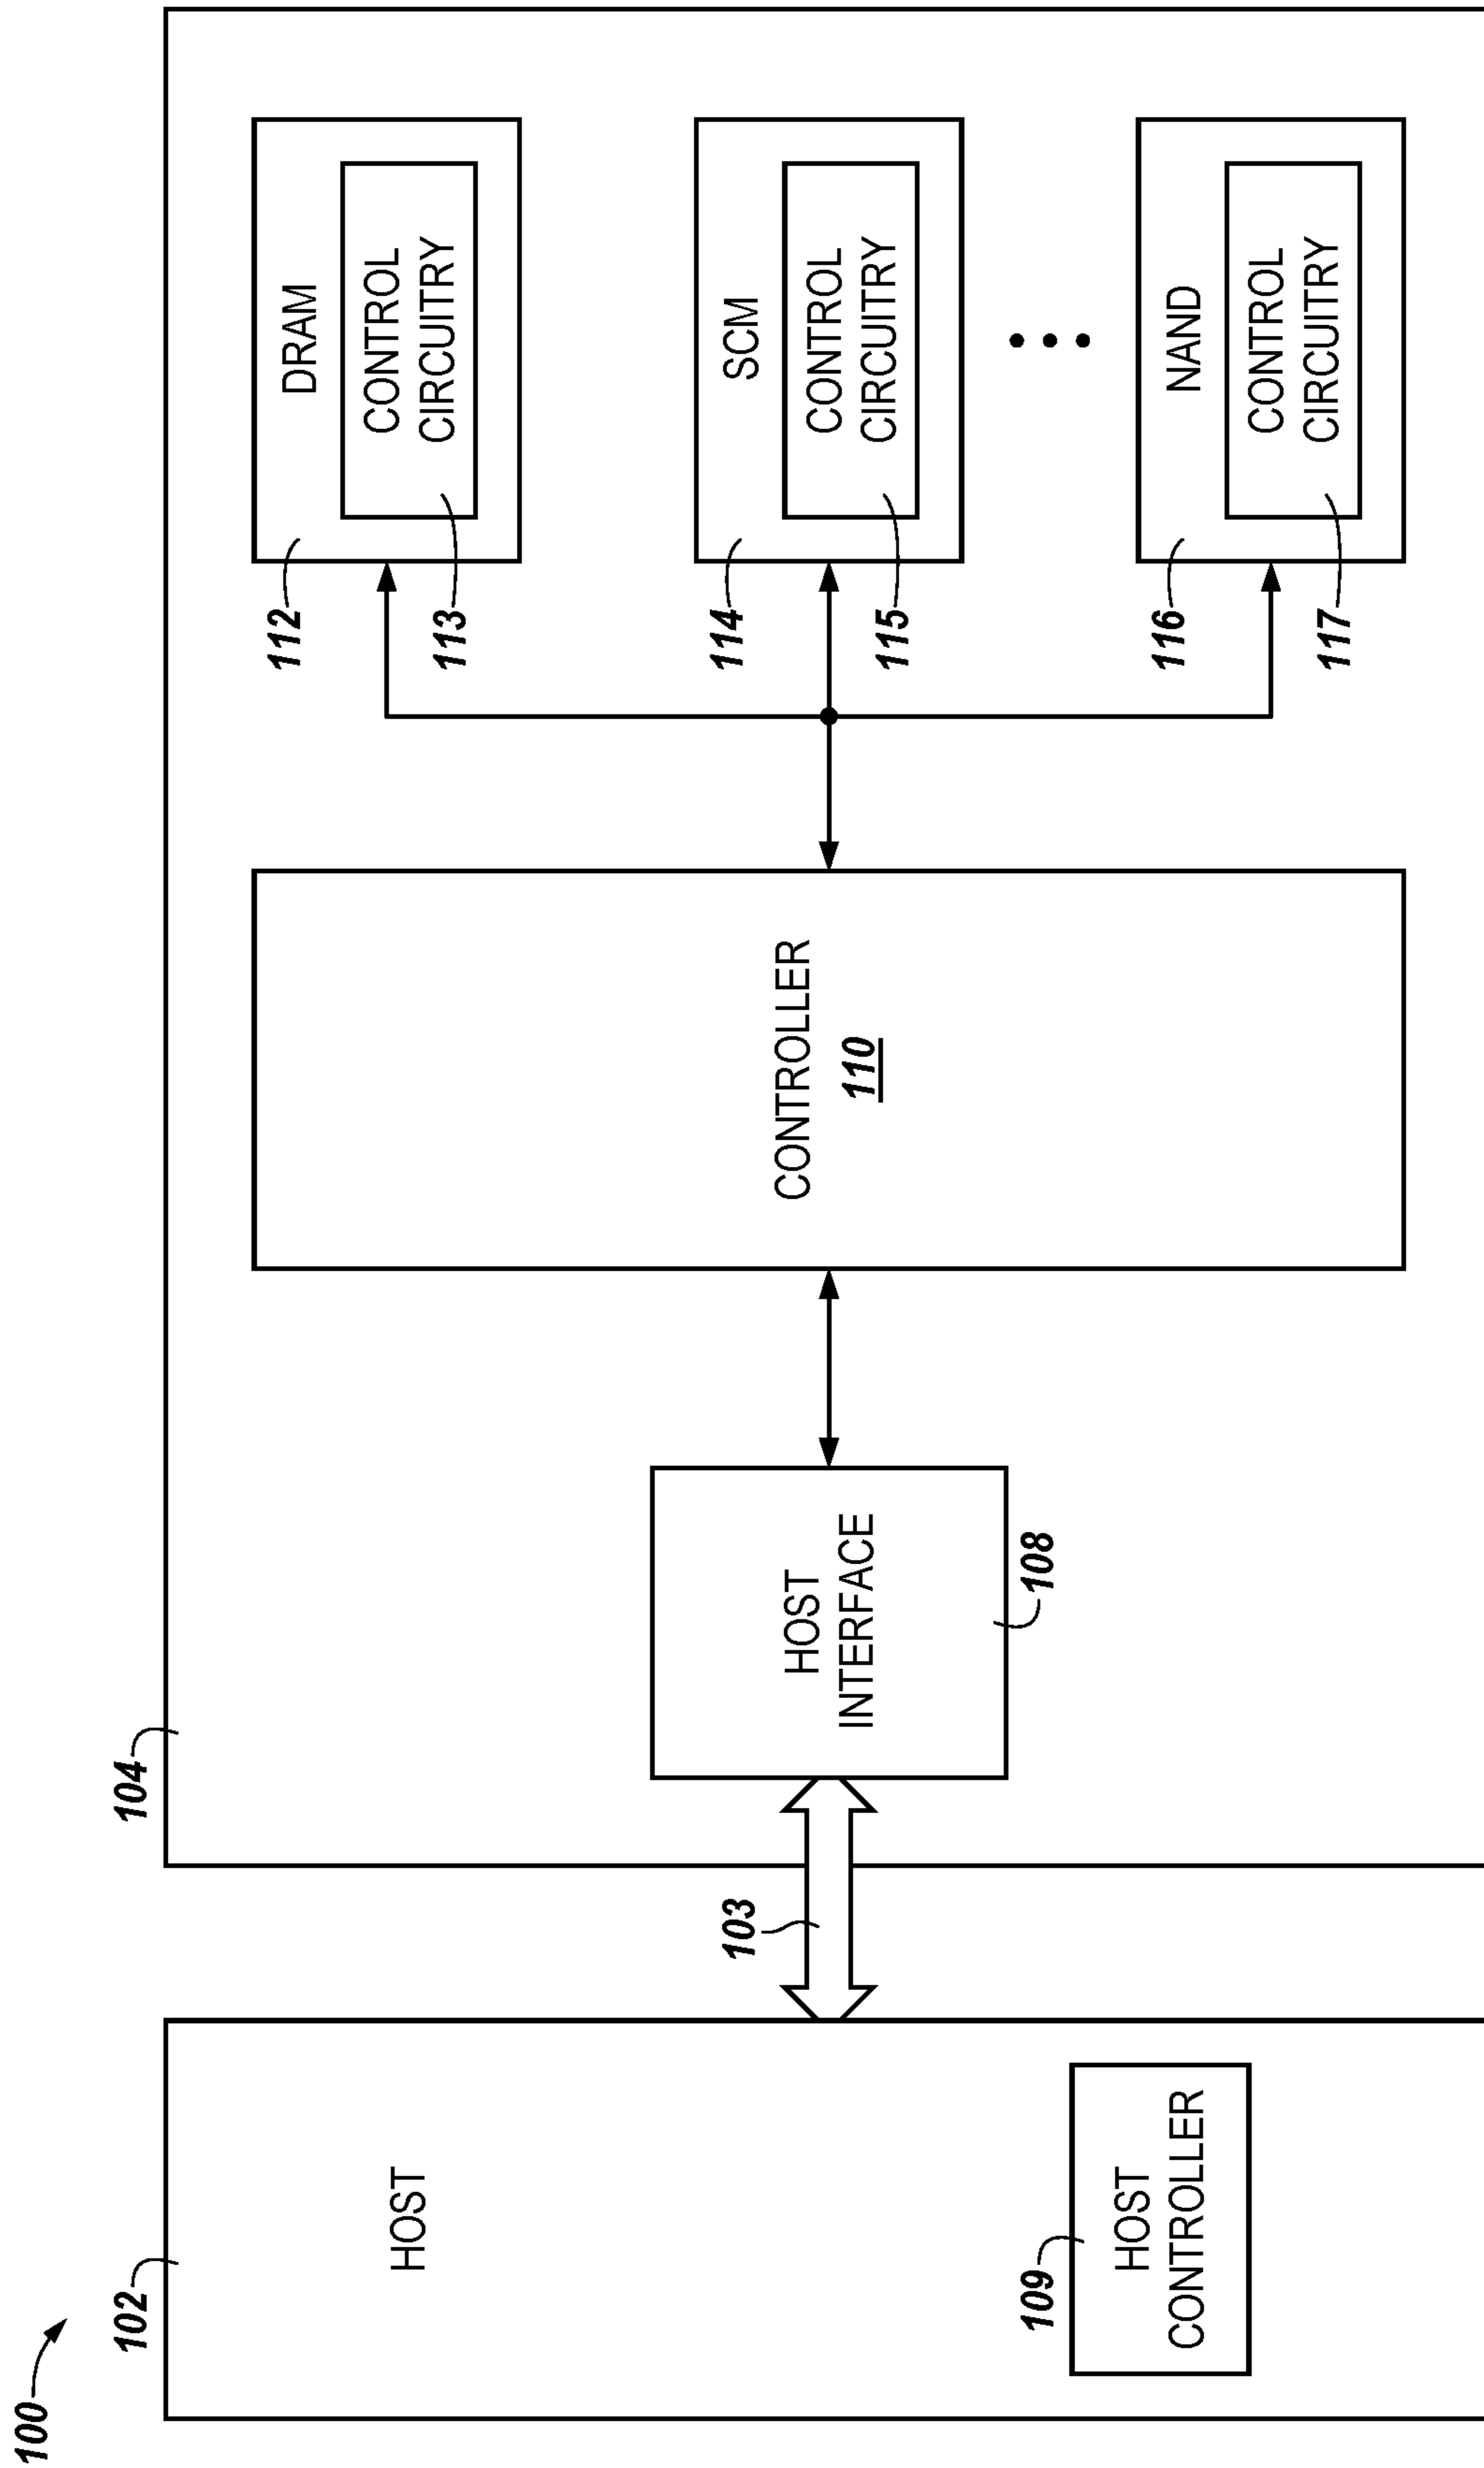 100
102
HOST
109
HOST
CONTROLLER
103
104
HOST
INTERFACE
108
CONTROLLER
110
112
DRAM
CONTROL
CIRCUITRY
113
114
SCM
CONTROL
CIRCUITRY
115
116
NAND
CONTROL
CIRCUITRY
117